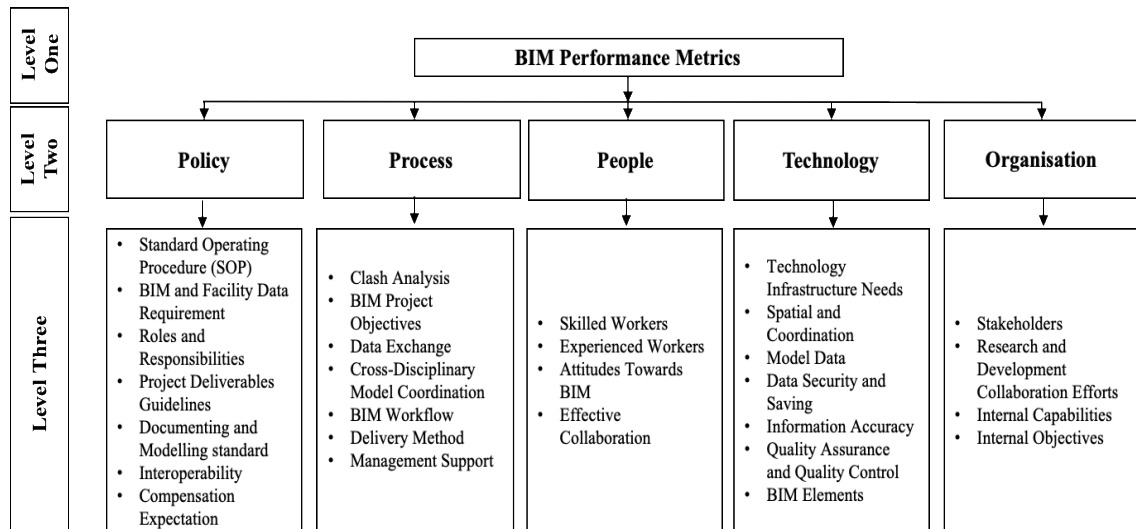 Level One
BIM Performance Metrics
Level Two
Policy
Process
People
Technology
Organisation
Level Three
• Standard Operating
Procedure (SOP)
• BIM and Facility Data
Requirement
• Roles and
Responsibilities
• Project Deliverables
Guidelines
• Documenting and
Modelling standard
• Interoperability
• Compensation
Expectation
• Clash Analysis
• BIM Project
Objectives
• Data Exchange
• Cross-Disciplinary
Model Coordination
• BIM Workflow
• Delivery Method
• Management Support
• Skilled Workers
• Experienced Workers
• Attitudes Towards
BIM
• Effective
Collaboration
• Technology
Infrastructure Needs
• Spatial and
Coordination
• Model Data
• Data Security and
Saving
• Information Accuracy
• Quality Assurance
and Quality Control
• BIM Elements
• Stakeholders
• Research and
Development
Collaboration Efforts
• Internal Capabilities
• Internal Objectives